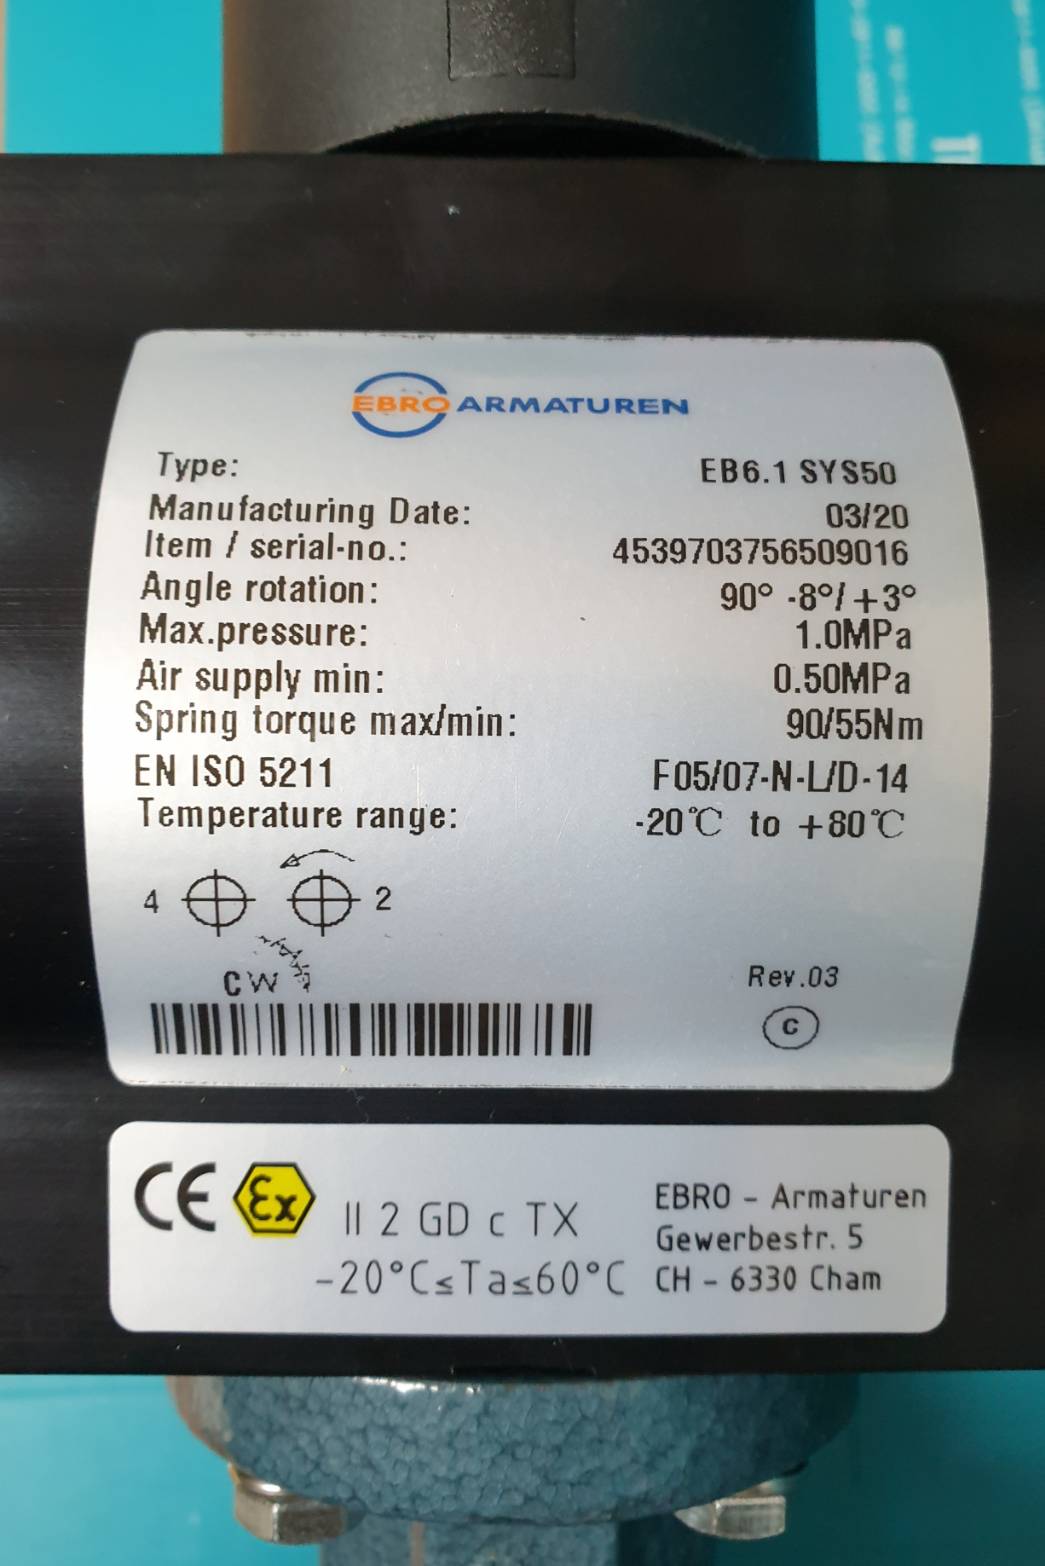 EBRO ARMATUREN
Type: EB6.1 SYS50
Manufacturing Date: 03/20
Item / serial-no.: 4539703756509016
Angle rotation: 90° -8°/+3°
Max.pressure: 1.0MPa
Air supply min: 0.50MPa
Spring torque max/min: 90/55Nm
EN ISO 5211 F05/07-N-L/D-14
Temperature range: -20℃ to +80℃
4 2
CW
Rev.03
C
CE Ex II 2 GD c TX
-20°C≤Ta≤60°C
EBRO - Armaturen
Gewerbestr. 5
CH - 6330 Cham